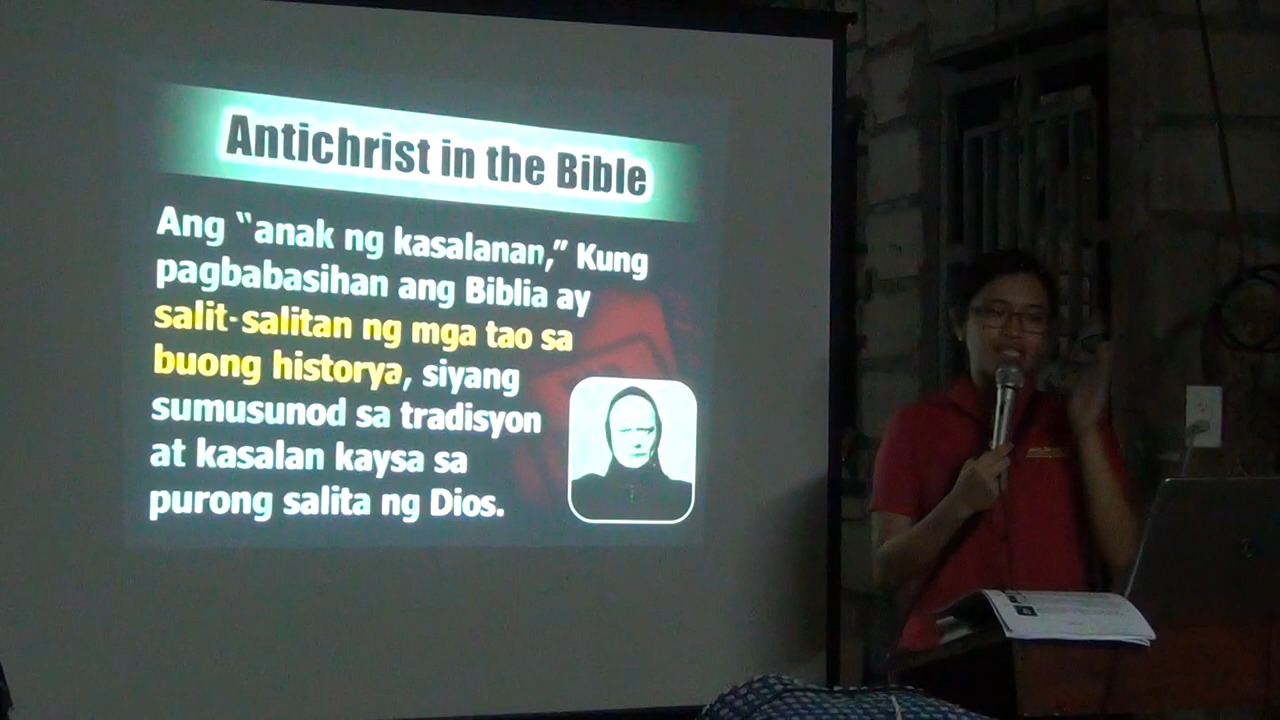 Antichrist in the Bible
Ang “anak ng kasalanan,” Kung
pagbabasihan ang Biblia ay
salit-salitan ng mga tao sa
buong historya, siyang
sumusunod sa tradisyon
at kasalan kaysa sa
purong salita ng Dios.